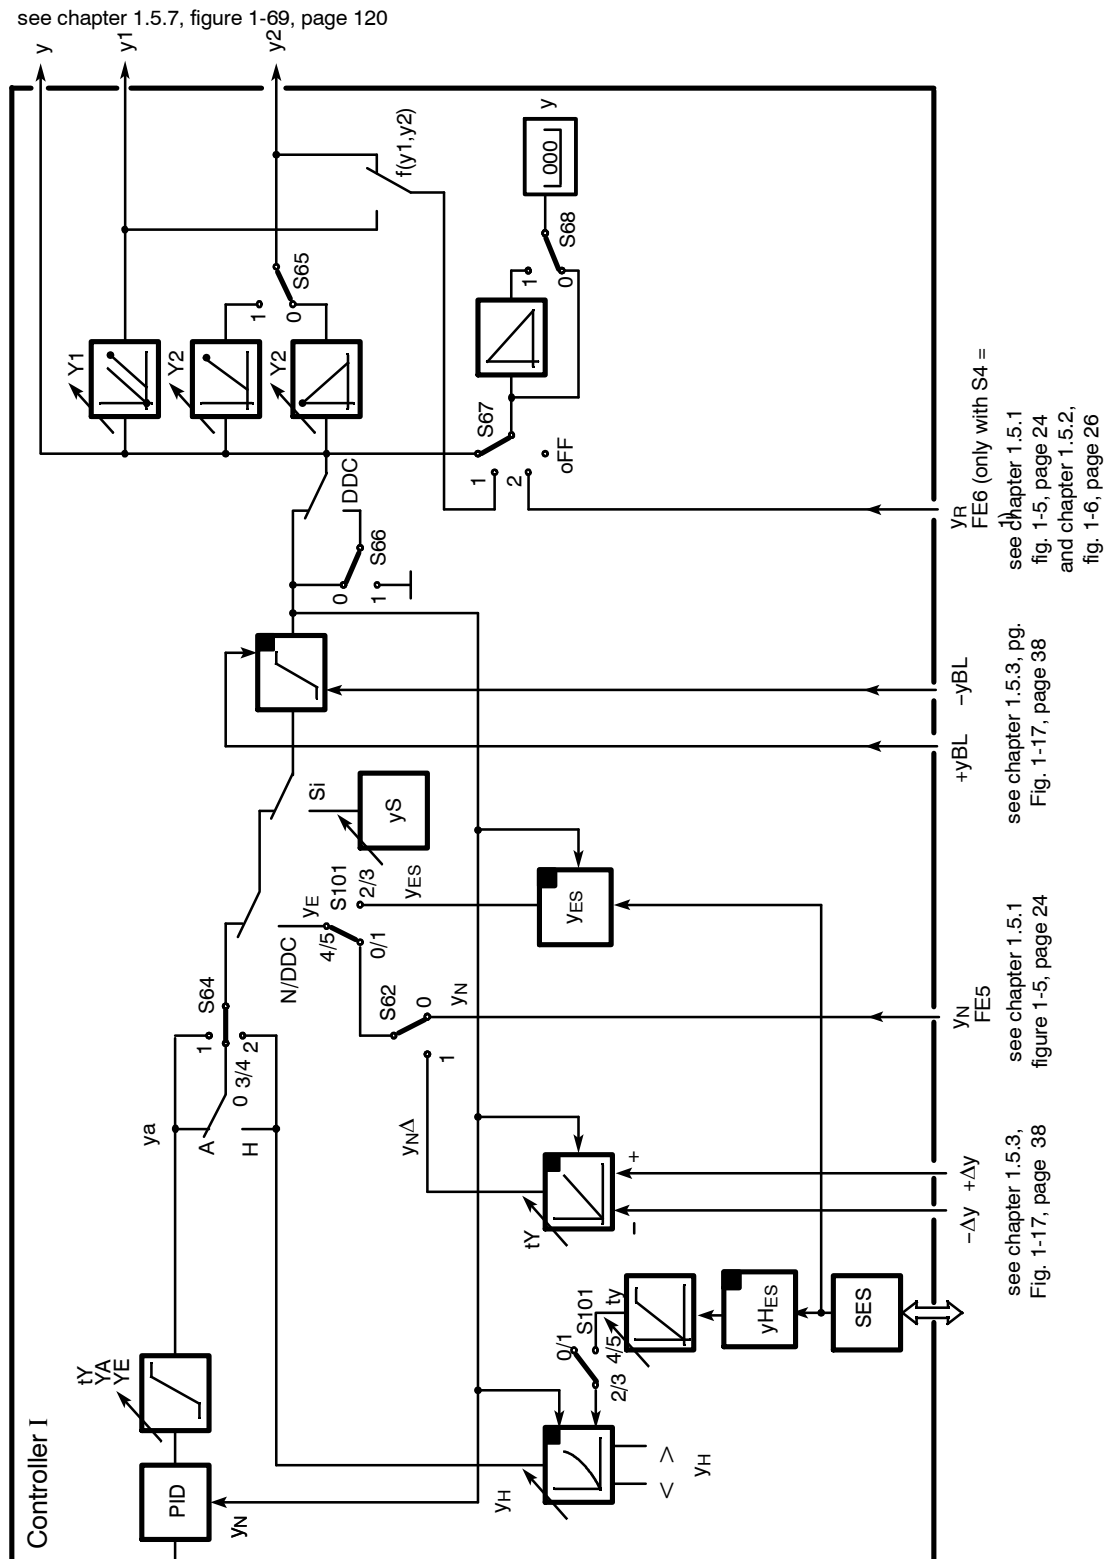 see chapter 1.5.7, figure 1-69, page 120
y
y1
y2
Controller I
PID
yN
tY
YA
YE
ya
A
H
0 3/4
1
2
S64
N/DDC
yE
4/5
0/1
S101
2/3
yES
Si
yS
S62
0
1
yN
yNΔ
yES
yH
yH
< >
S101
0/1
2/3
4/5
ty
yHES
SES
tY
−
+
S66
0
1
DDC
Y1
Y2
Y2
S65
1
0
f(y1,y2)
S67
1
2
oFF
S68
1
0
000
y
−Δy
+Δy
see chapter 1.5.3,
Fig. 1-17, page 38
yN
FE5
see chapter 1.5.1
figure 1-5, page 24
+yBL
−yBL
see chapter 1.5.3, pg.
Fig. 1-17, page 38
yR
FE6 (only with S4 =
1)
see chapter 1.5.1
fig. 1-5, page 24
and chapter 1.5.2,
fig. 1-6, page 26